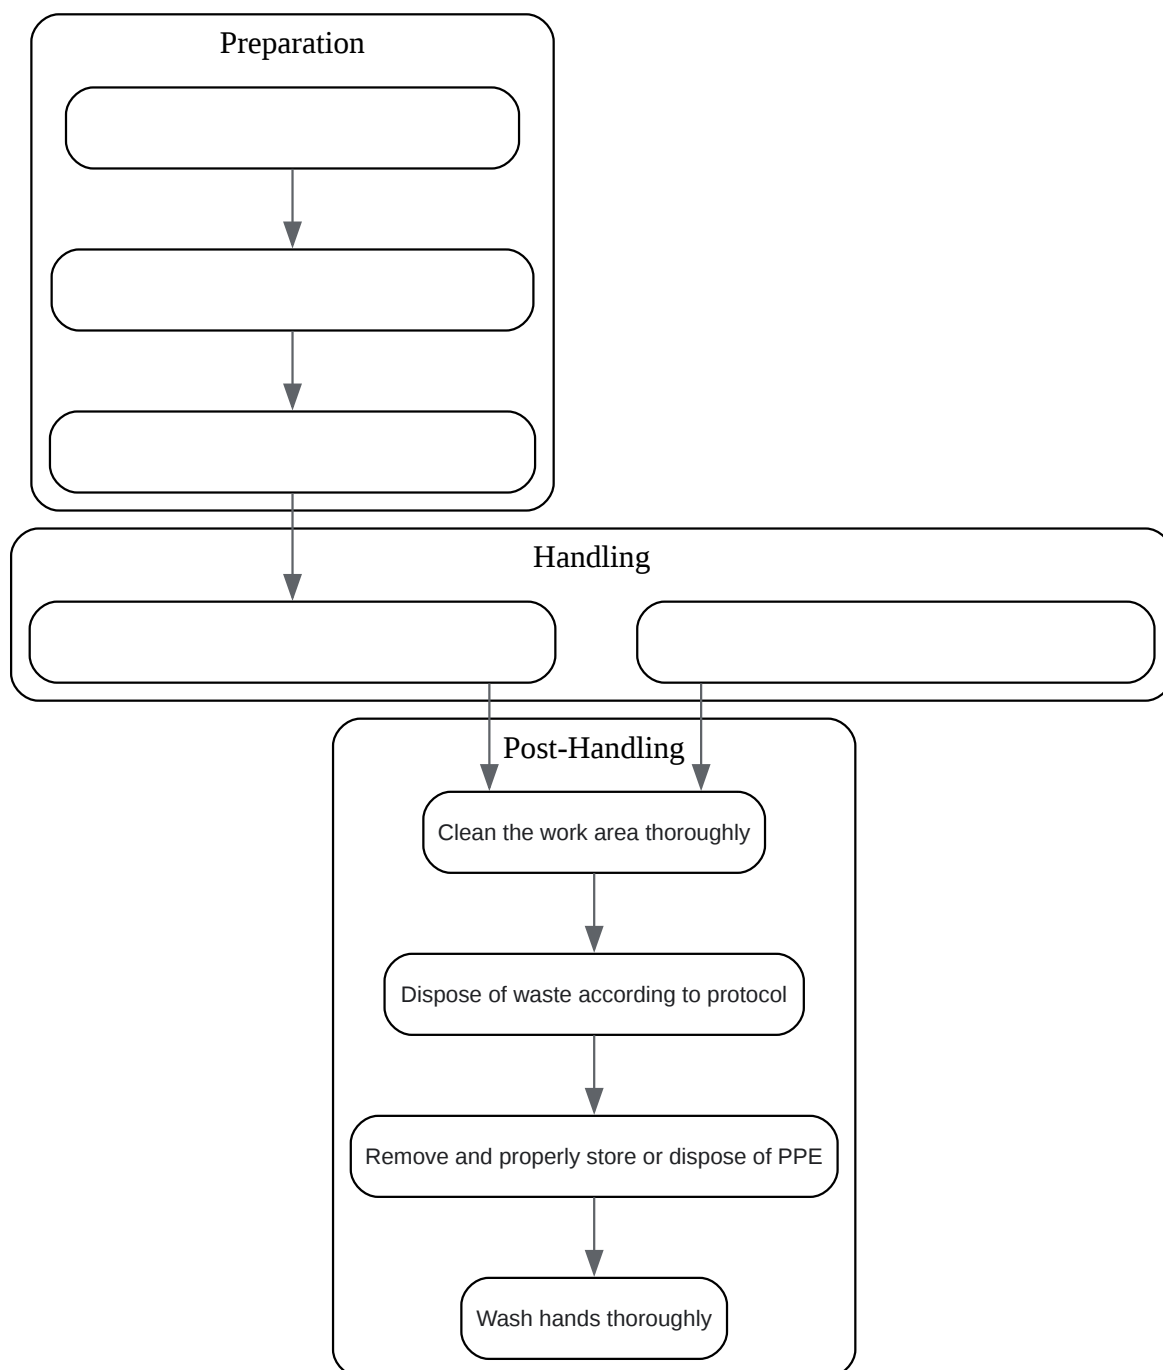 Preparation
Handling
Post-Handling
Clean the work area thoroughly
Dispose of waste according to protocol
Remove and properly store or dispose of PPE
Wash hands thoroughly